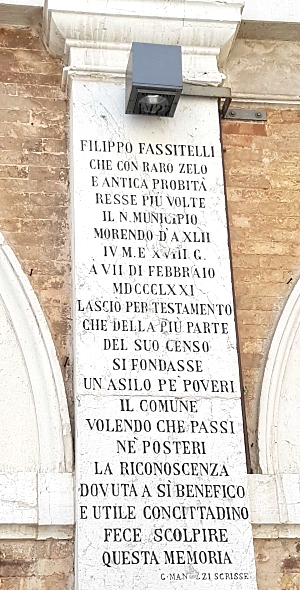 FILIPPO FASSITELLI
CHE CON RARO ZELO
E ANTICA PROBITÀ
RESSE PIÙ VOLTE
IL N. MUNICIPIO
MORENDO D'A XLII
IV M. E XVIII G.
A VII DI FEBBRAIO
MDCCCLXXI
LASCIÒ PER TESTAMENTO
CHE DELLA PIÙ PARTE
DEL SUO CENSO
SI FONDASSE
UN ASILO PE' POVERI
IL COMUNE
VOLENDO CHE PASSI
NE' POSTERI
LA RICONOSCENZA
DOVUTA A SÌ BENEFICO
E UTILE CONCITTADINO
FECE SCOLPIRE
QUESTA MEMORIA
SCRISSE